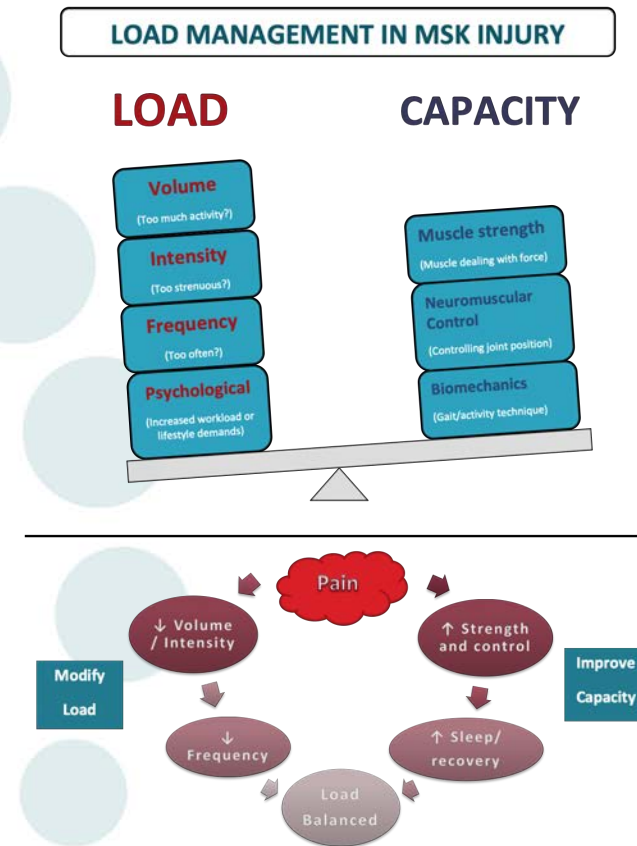 LOAD MANAGEMENT IN MSK INJURY
LOAD
CAPACITY
Volume
(Too much activity?)
Intensity
(Too strenuous?)
Frequency
(Too often?)
Psychological
(Increased workload or
lifestyle demands)
Muscle strength
(Muscle dealing with force)
Neuromuscular
Control
(Controlling joint position)
Biomechanics
(Gait/activity technique)
Pain
↓ Volume
/ Intensity
↑ Strength
and control
Modify
Load
Improve
Capacity
↓
Frequency
↑ Sleep/
recovery
Load
Balanced